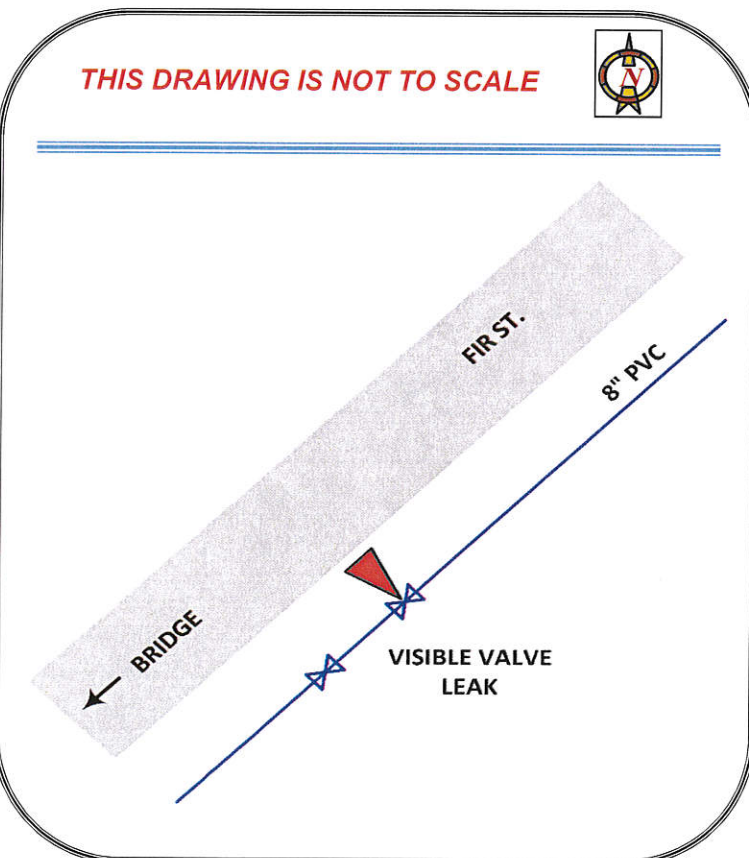 THIS DRAWING IS NOT TO SCALE
N
FIR ST.
8" PVC
BRIDGE
VISIBLE VALVE
LEAK